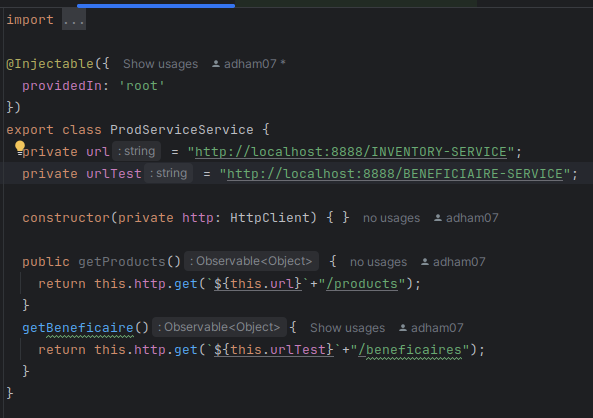 import ...
@Injectable({ Show usages adham07 *
providedIn: 'root'
})
export class ProdServiceService {
private url : string = "http://localhost:8888/INVENTORY-SERVICE";
private urlTest : string = "http://localhost:8888/BENEFICIAIRE-SERVICE";
constructor(private http: HttpClient) { } no usages adham07
public getProducts() : Observable<Object> { no usages adham07
return this.http.get(`${this.url}`+"/products");
}
getBeneficaire() : Observable<Object> { Show usages adham07
return this.http.get(`${this.urlTest}`+"/beneficaires");
}
}